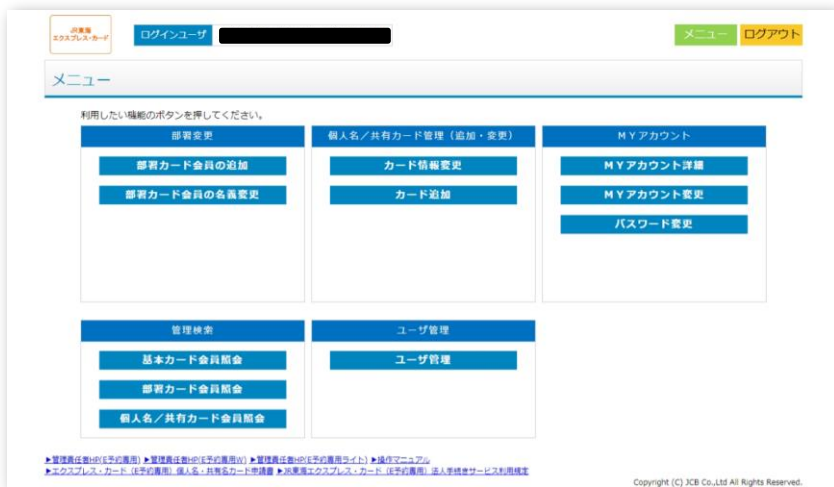 JR東海
エクスプレス・カード
ログインユーザ
メニュー ログアウト
メニュー
利用したい機能のボタンを押してください。
部署変更
部署カード会員の追加
部署カード会員の名義変更
個人名／共有カード管理（追加・変更）
カード情報変更
カード追加
MYアカウント
MYアカウント詳細
MYアカウント変更
パスワード変更
管理検索
基本カード会員照会
部署カード会員照会
個人名／共有カード会員照会
ユーザ管理
ユーザ管理
▶管理責任者HP(E予約専用) ▶管理責任者HP(E予約専用W) ▶管理責任者HP(E予約専用ライト) ▶操作マニュアル
▶エクスプレス・カード（E予約専用）個人名・共有名カード申請書 ▶JR東海エクスプレス・カード（E予約専用）法人手続きサービス利用規定
Copyright (C) JCB Co.,Ltd All Rights Reserved.